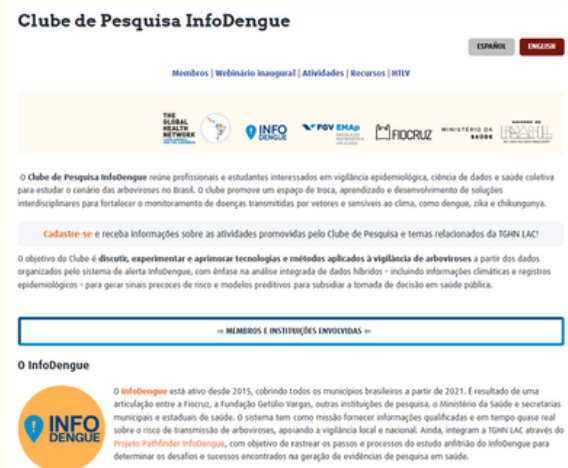 Clube de Pesquisa InfoDengue
ESPAÑOL ENGLISH
Membros | Webinário inaugural | Atividades | Recursos | HTLV
THE
GLOBAL
HEALTH
NETWORK
INFO
DENGUE
FGV EMAp
ESCOLA DE
MATEMÁTICA
APLICADA
FIOCRUZ
MINISTÉRIO DA
SAÚDE
GOVERNO DO
BRASIL
O Clube de Pesquisa InfoDengue reúne profissionais e estudantes interessados em vigilância epidemiológica, ciência de dados e saúde coletiva
para estudar o cenário das arboviroses no Brasil. O clube promove um espaço de troca, aprendizado e desenvolvimento de soluções
interdisciplinares para fortalecer o monitoramento de doenças transmitidas por vetores e sensíveis ao clima, como dengue, zika e chikungunya.
Cadastre-se e receba informações sobre as atividades promovidas pelo Clube de Pesquisa e temas relacionados da TGHN LAC!
O objetivo do Clube é discutir, experimentar e aprimorar tecnologias e métodos aplicados à vigilância de arboviroses a partir dos dados
organizados pelo sistema de alerta InfoDengue, com ênfase na análise integrada de dados híbridos - incluindo informações climáticas e registros
epidemiológicos - para gerar sinais precoces de risco e modelos preditivos para subsidiar a tomada de decisão em saúde pública.
⇨ MEMBROS E INSTITUIÇÕES ENVOLVIDAS ⇦
O InfoDengue
INFO
DENGUE
O InfoDengue está ativo desde 2015, cobrindo todos os municípios brasileiros a partir de 2021. É resultado de uma
articulação entre a Fiocruz, a Fundação Getúlio Vargas, outras instituições de pesquisa, o Ministério da Saúde e secretarias
municipais e estaduais de saúde. O sistema tem como missão fornecer informações qualificadas e em tempo quase real
sobre o risco de transmissão de arboviroses, apoiando a vigilância local e nacional. Ainda, integram a TGHN LAC através do
Projeto Pathfinder InfoDengue, com objetivo de rastrear os passos e processos do estudo anfitrião do InfoDengue para
determinar os desafios e sucessos encontrados na geração de evidências de pesquisa em saúde.